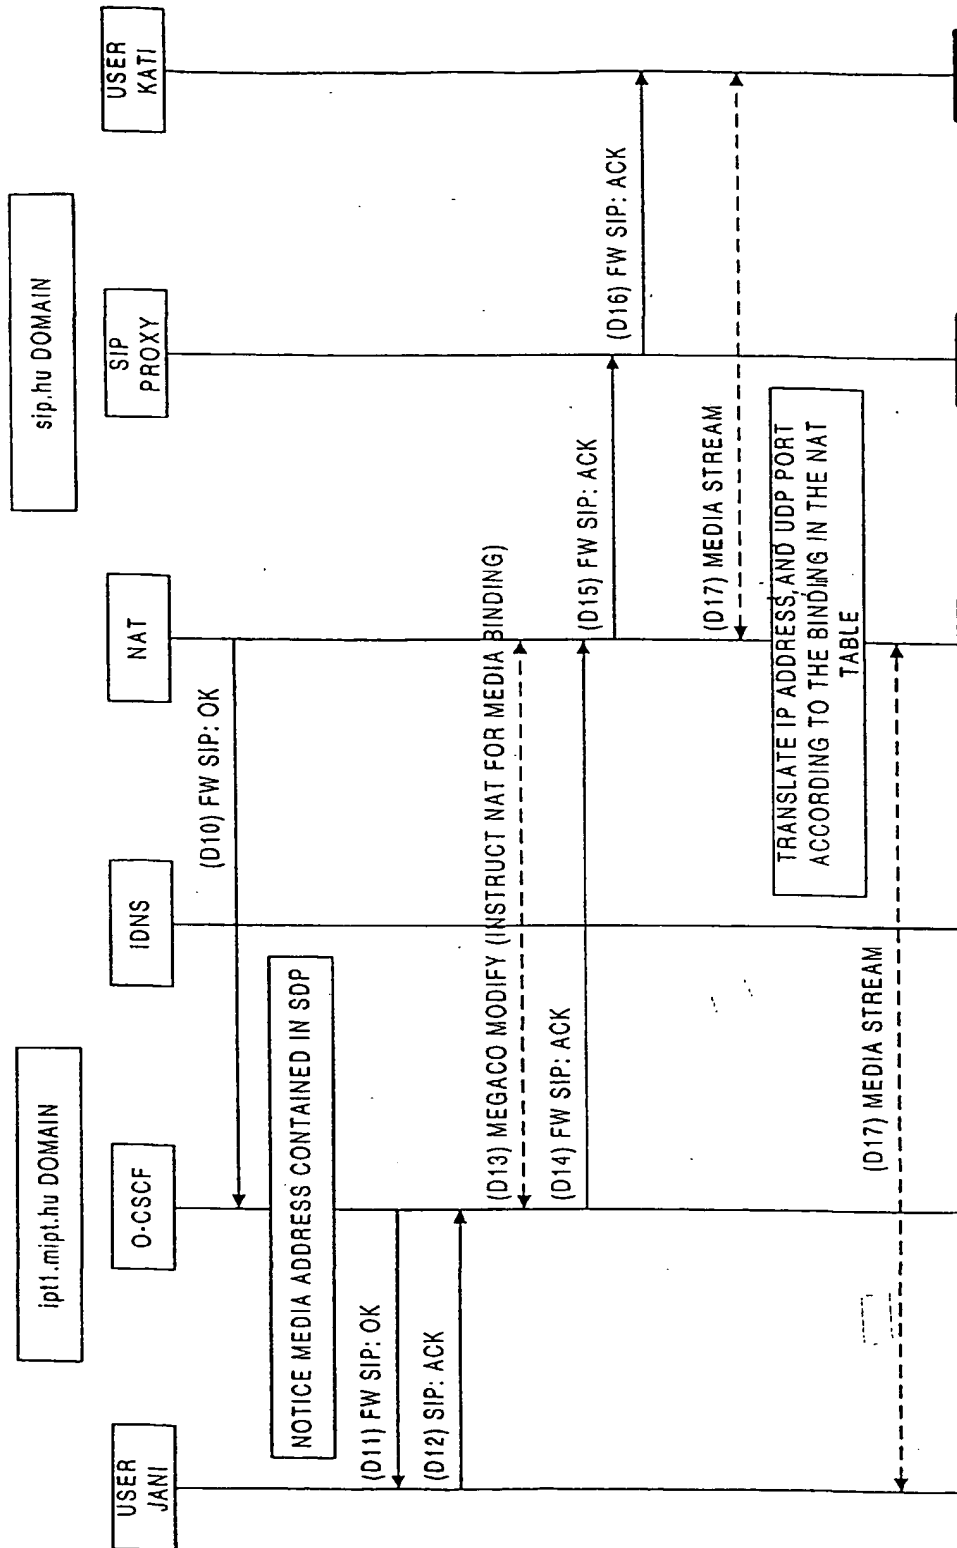 ipt1.mipt.hu DOMAIN
sip.hu DOMAIN
USER
JANI
O-CSCF
IDNS
NAT
SIP
PROXY
USER
KATI
(D10) FW SIP: OK
NOTICE MEDIA ADDRESS CONTAINED IN SDP
(D11) FW SIP: OK
(D12) SIP: ACK
(D13) MEGACO MODIFY (INSTRUCT NAT FOR MEDIA BINDING)
(D14) FW SIP: ACK
(D15) FW SIP: ACK
(D16) FW SIP: ACK
(D17) MEDIA STREAM
TRANSLATE IP ADDRESS AND UDP PORT
ACCORDING TO THE BINDING IN THE NAT
TABLE
(D17) MEDIA STREAM